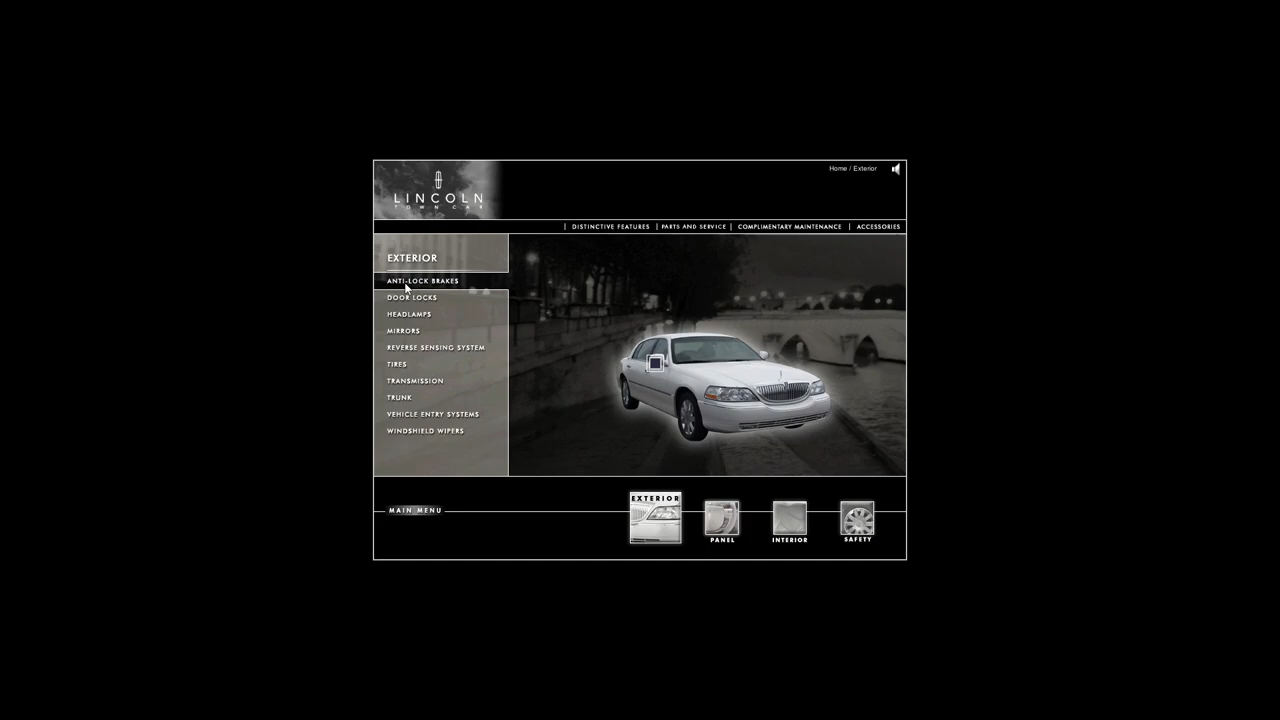 Home / Exterior
LINCOLN
TOWN CAR
DISTINCTIVE FEATURES | PARTS AND SERVICE | COMPLIMENTARY MAINTENANCE | ACCESSORIES
EXTERIOR
ANTI-LOCK BRAKES
DOOR LOCKS
HEADLAMPS
MIRRORS
REVERSE SENSING SYSTEM
TIRES
TRANSMISSION
TRUNK
VEHICLE ENTRY SYSTEMS
WINDSHIELD WIPERS
MAIN MENU
EXTERIOR
PANEL
INTERIOR
SAFETY